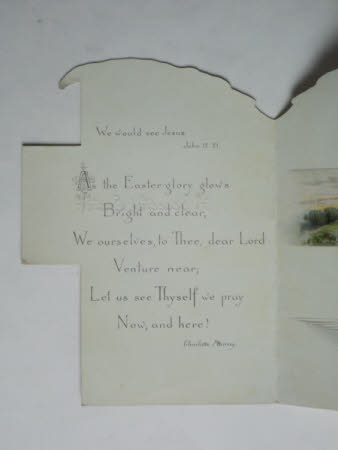 We would see Jesus
John 12. 21.
As the Easter glory glows
Bright and clear,
We ourselves, to Thee, dear Lord
Venture near;
Let us see Thyself we pray
Now, and here!
Charlotte Murray.